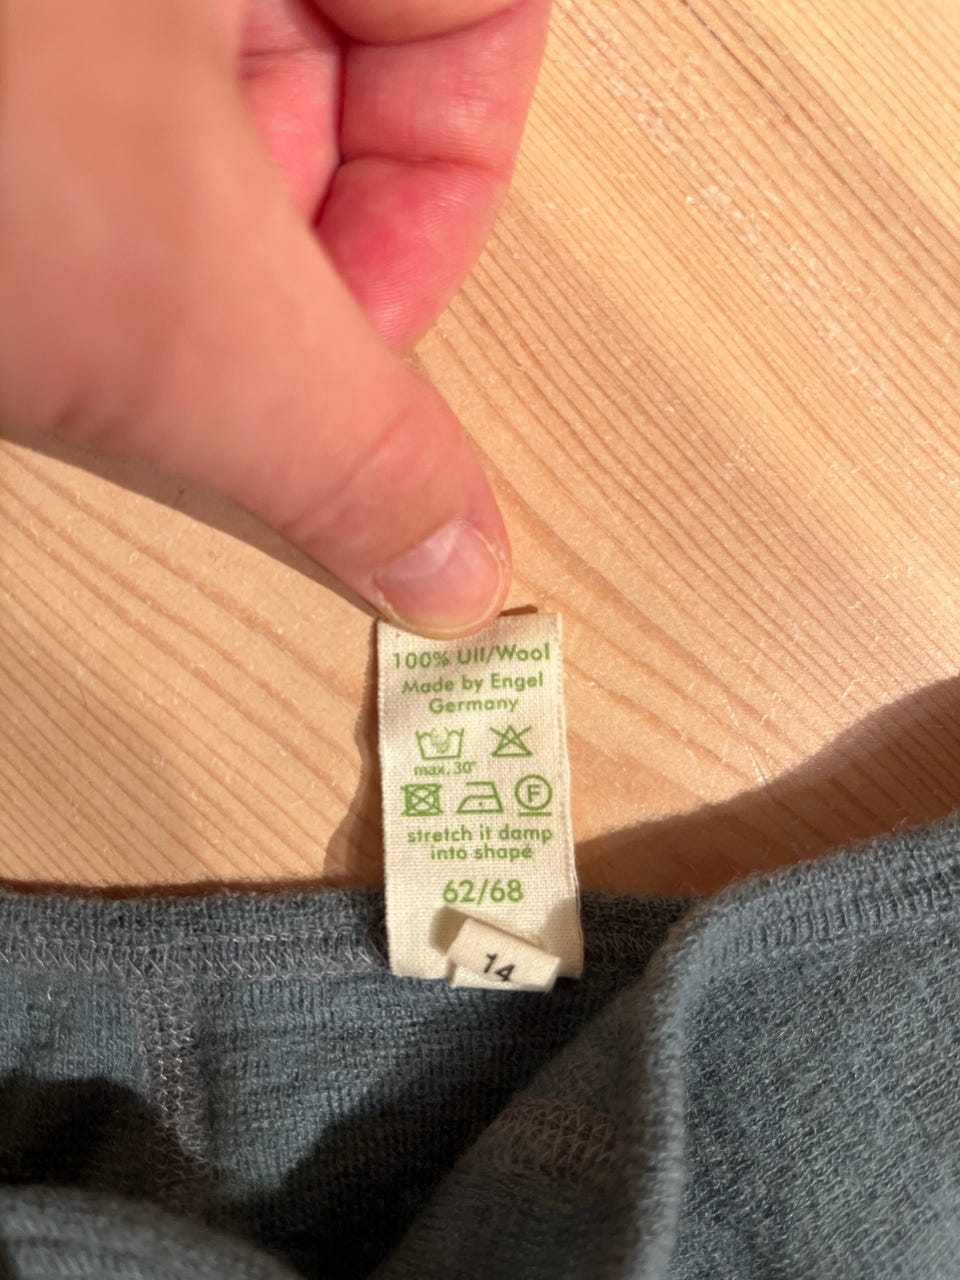 100% Ull/Wool
Made by Engel
Germany
max. 30°
F
stretch it damp
into shape
62/68
14